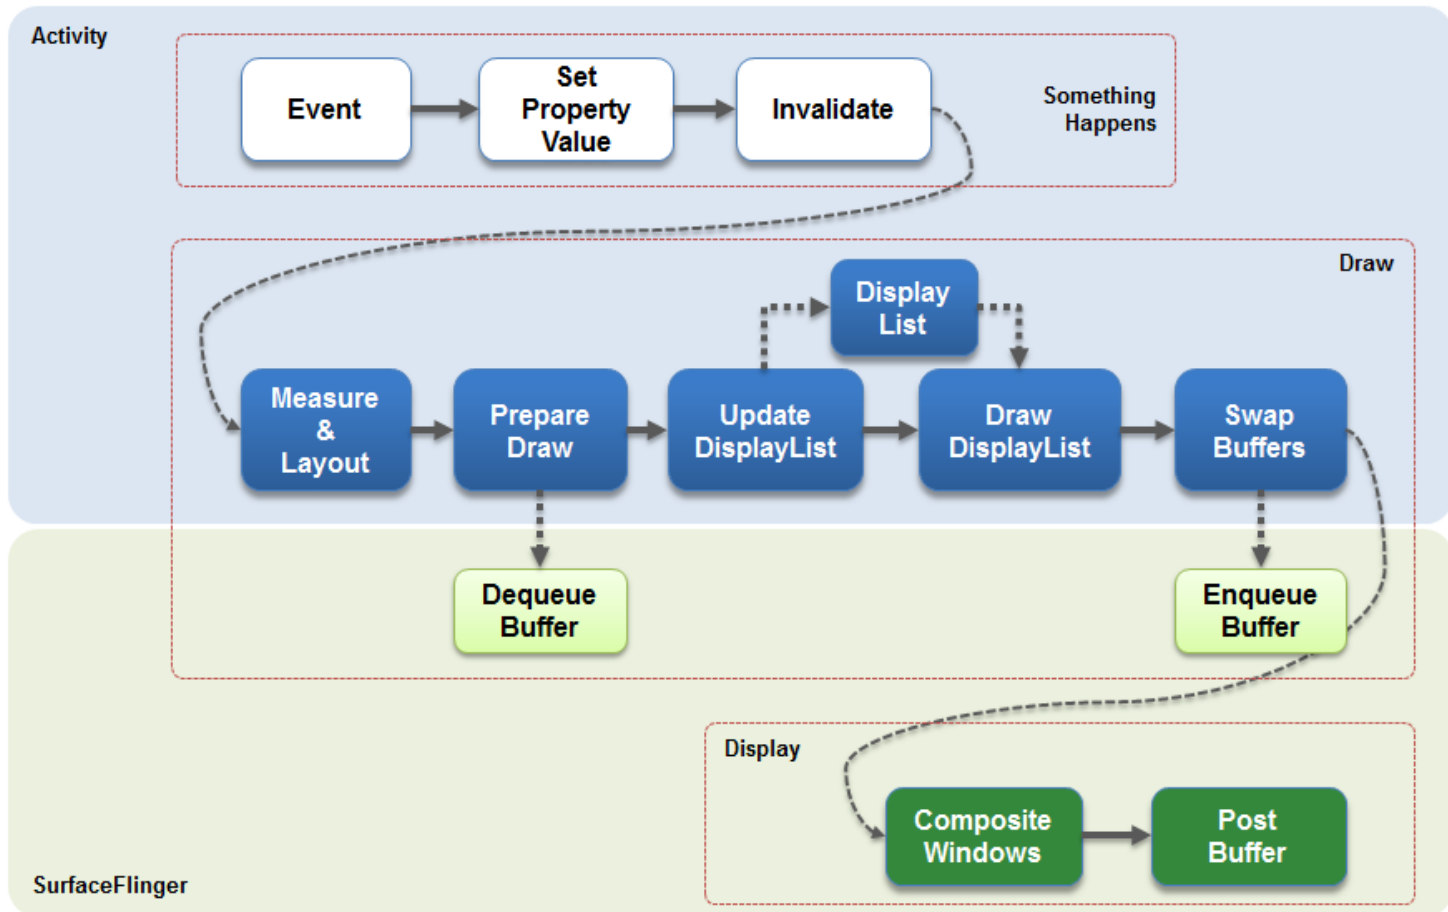 Activity
Event
Set
Property
Value
Invalidate
Something
Happens
Draw
Display
List
Measure
&
Layout
Prepare
Draw
Update
DisplayList
Draw
DisplayList
Swap
Buffers
Dequeue
Buffer
Enqueue
Buffer
Display
Composite
Windows
Post
Buffer
SurfaceFlinger